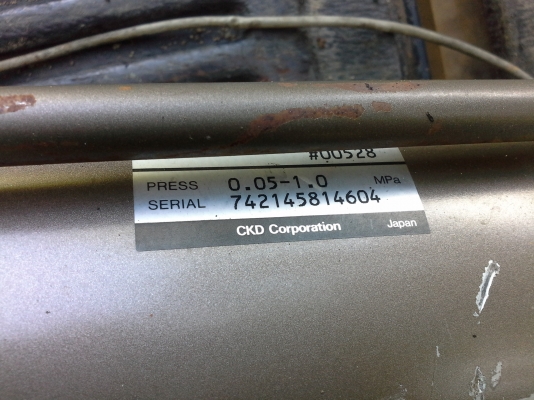 #00528
PRESS 0.05-1.0 MPa
SERIAL 742145814604
CKD Corporation Japan